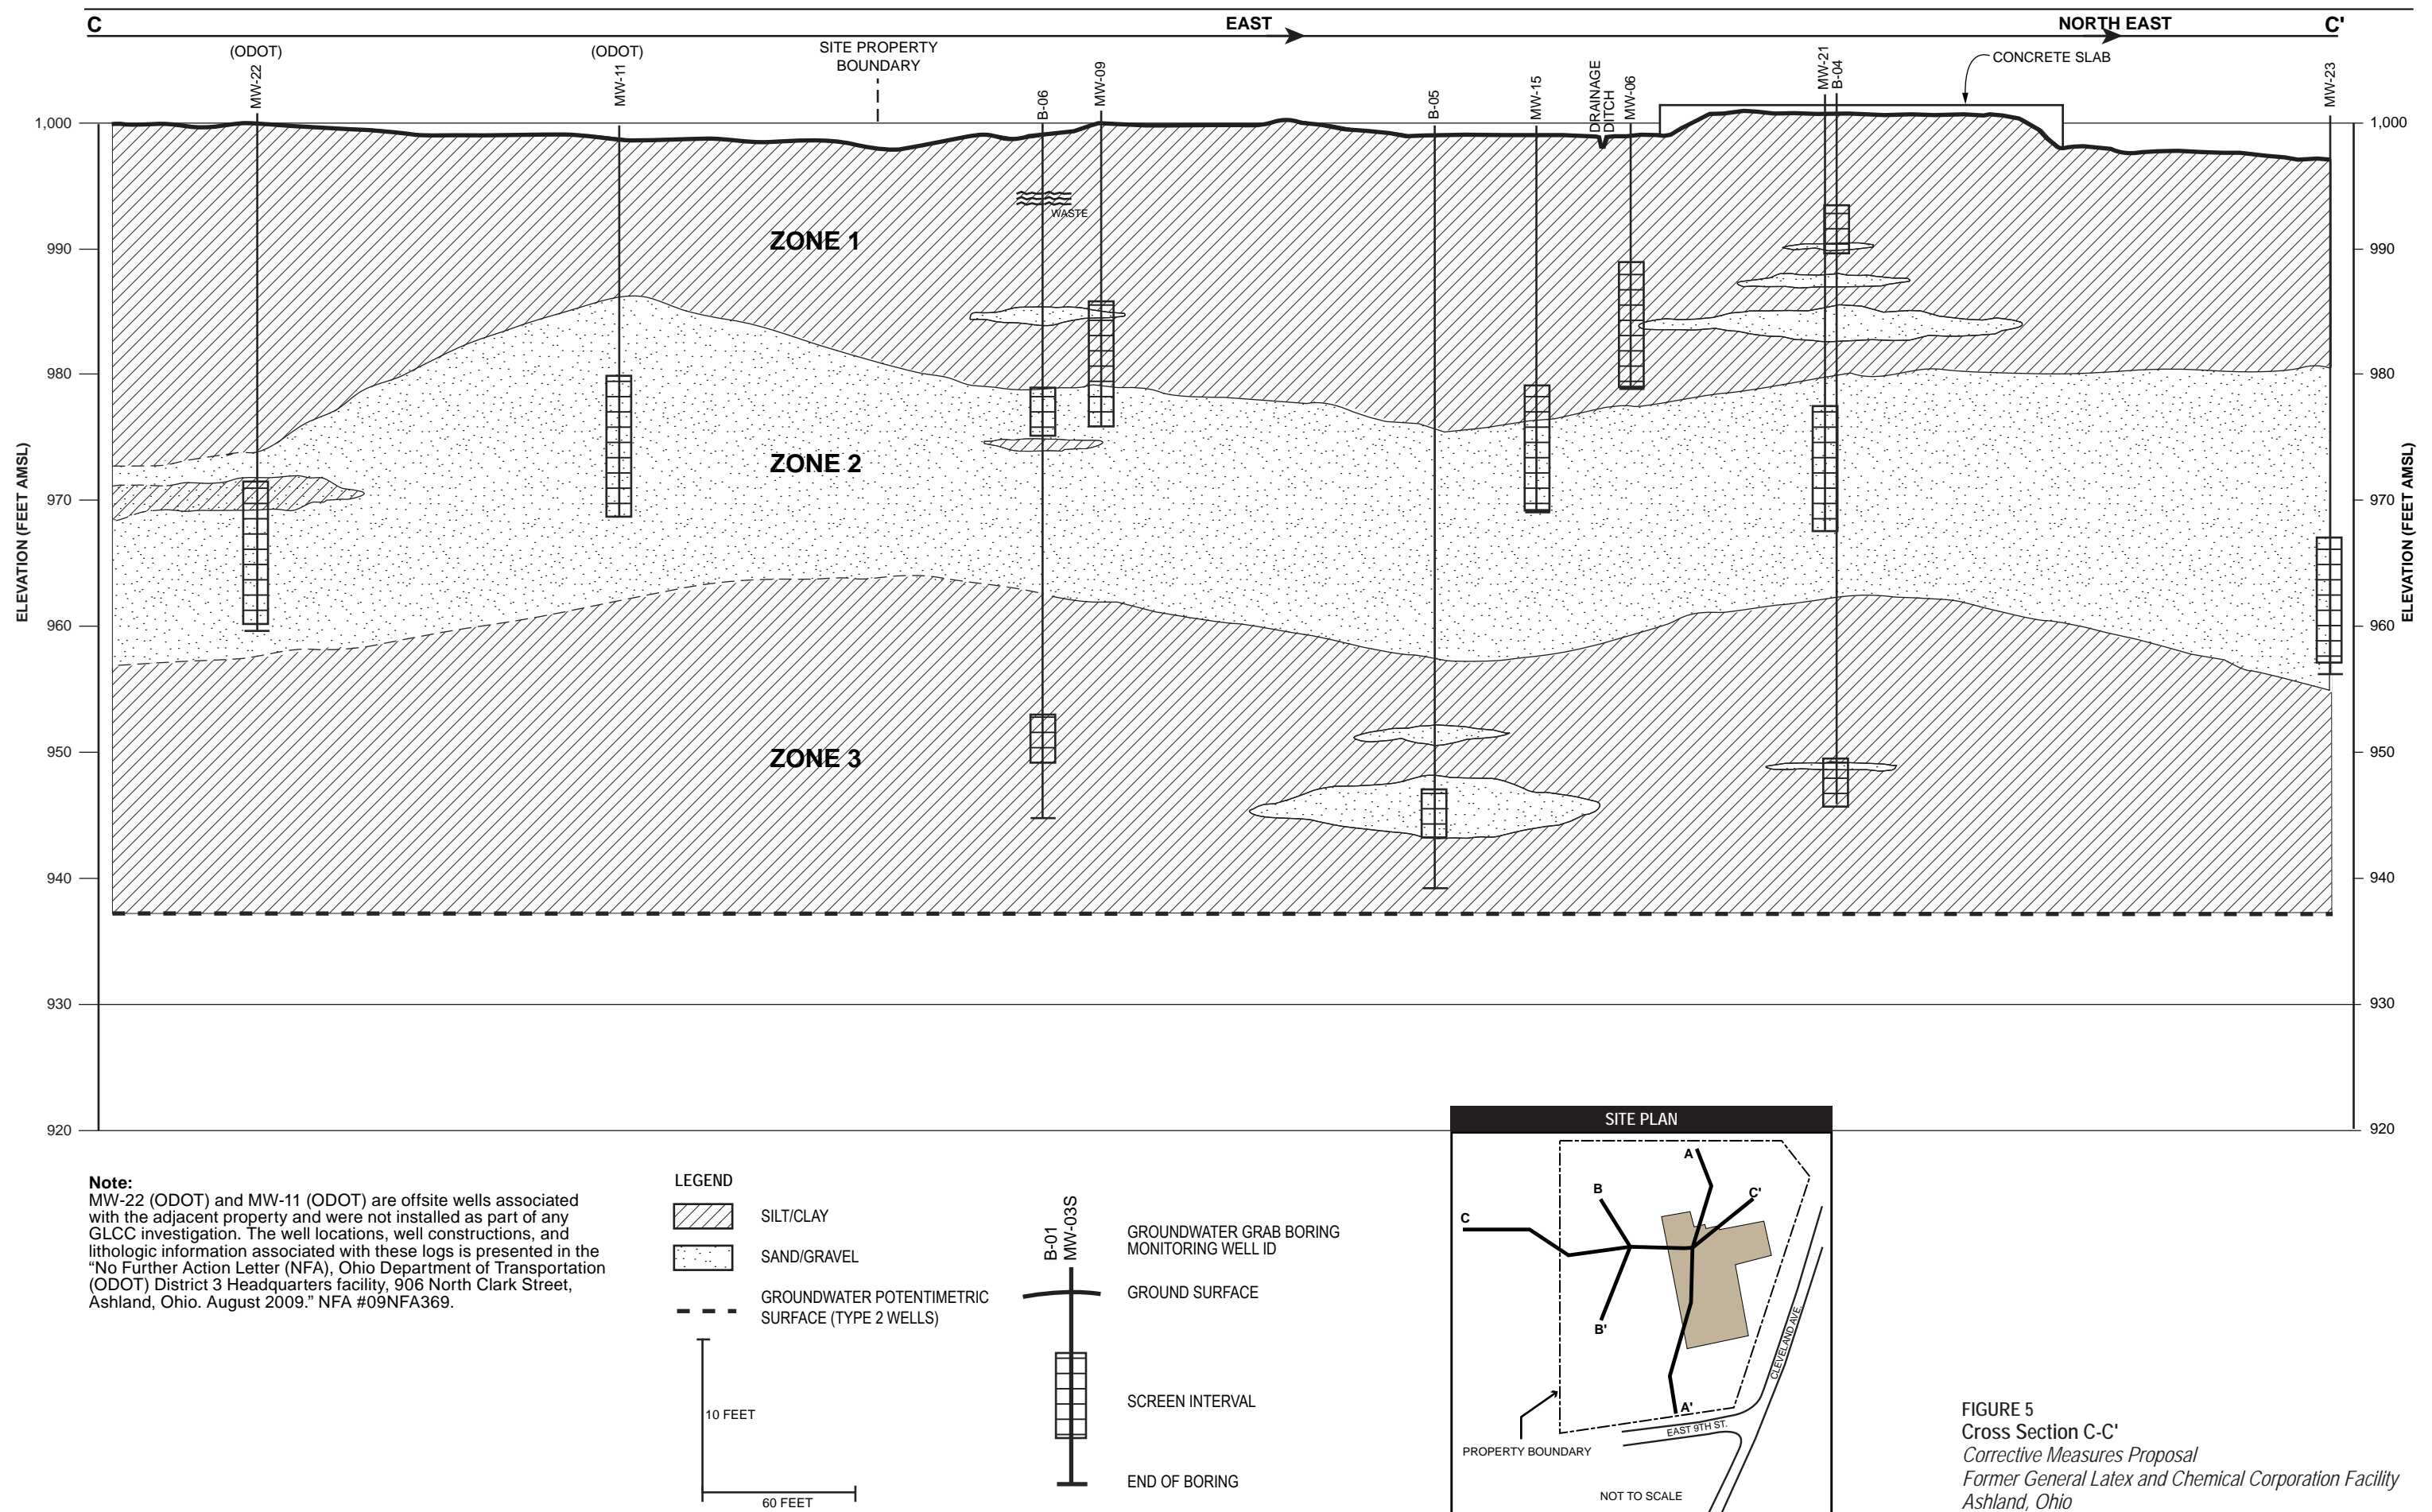 C
EAST
NORTH EAST
C'
(ODOT)
(ODOT)
SITE PROPERTY
BOUNDARY
CONCRETE SLAB
MW-22
MW-11
B-06
MW-09
B-05
MW-15
DRAINAGE
DITCH
MW-06
MW-21
B-04
MW-23
1,000
1,000
WASTE
ZONE 1
990
990
980
980
ZONE 2
970
970
ELEVATION (FEET AMSL)
ELEVATION (FEET AMSL)
960
960
ZONE 3
950
950
940
940
930
930
920
920
Note:
MW-22 (ODOT) and MW-11 (ODOT) are offsite wells associated
with the adjacent property and were not installed as part of any
GLCC investigation. The well locations, well constructions, and
lithologic information associated with these logs is presented in the
“No Further Action Letter (NFA), Ohio Department of Transportation
(ODOT) District 3 Headquarters facility, 906 North Clark Street,
Ashland, Ohio. August 2009.” NFA #09NFA369.
LEGEND
SILT/CLAY
SAND/GRAVEL
GROUNDWATER POTENTIMETRIC
SURFACE (TYPE 2 WELLS)
10 FEET
60 FEET
B-01
MW-03S
GROUNDWATER GRAB BORING
MONITORING WELL ID
GROUND SURFACE
SCREEN INTERVAL
END OF BORING
SITE PLAN
A
B
C'
C
B'
A'
CLEVELAND AVE.
EAST 9TH ST.
PROPERTY BOUNDARY
NOT TO SCALE
FIGURE 5
Cross Section C-C'
Corrective Measures Proposal
Former General Latex and Chemical Corporation Facility
Ashland, Ohio